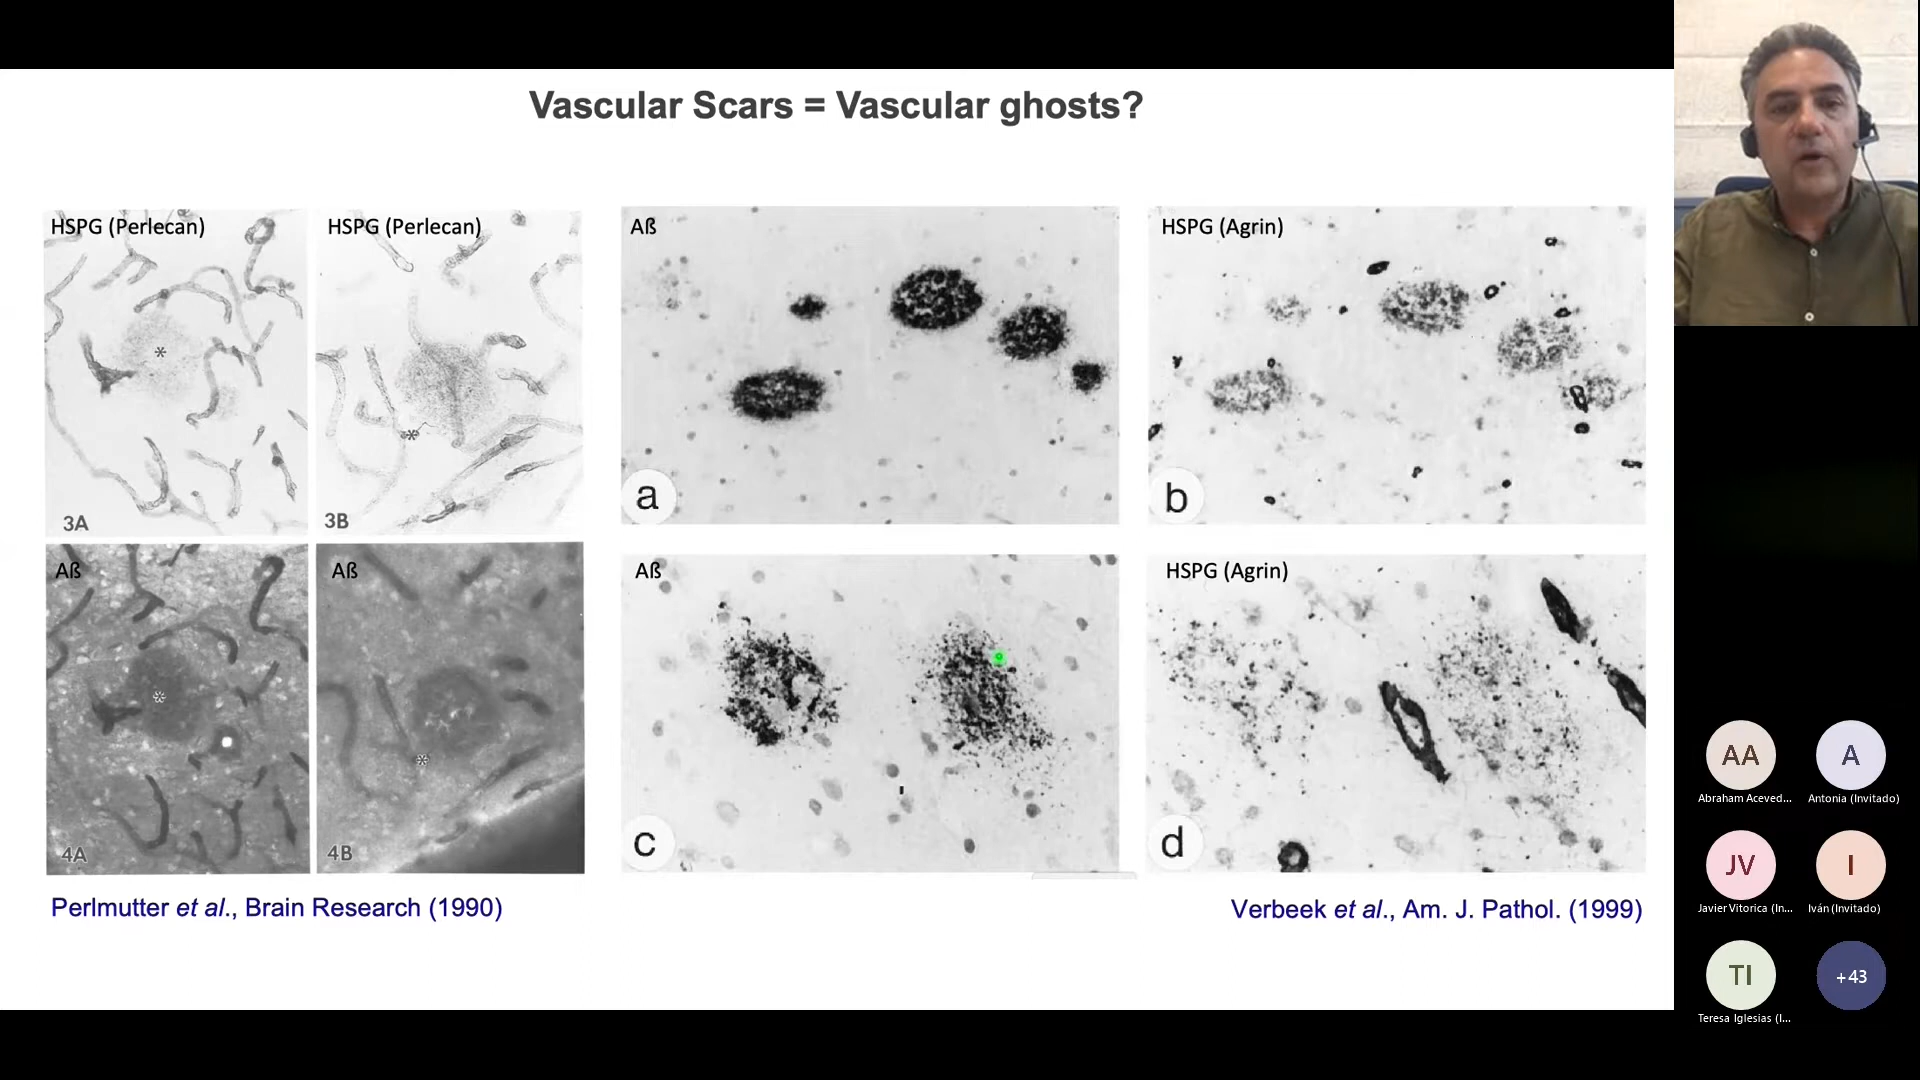 Vascular Scars = Vascular ghosts?
HSPG (Perlecan)
HSPG (Perlecan)
Aß
HSPG (Agrin)
*
*
3A
3B
a
b
Aß
Aß
Aß
HSPG (Agrin)
*
*
4A
4B
c
d
Perlmutter et al., Brain Research (1990)
Verbeek et al., Am. J. Pathol. (1999)
AA
A
Abraham Aceved...
Antonia (Invitado)
JV
I
Javier Vitorica (In...
Iván (Invitado)
TI
+43
Teresa Iglesias (I...